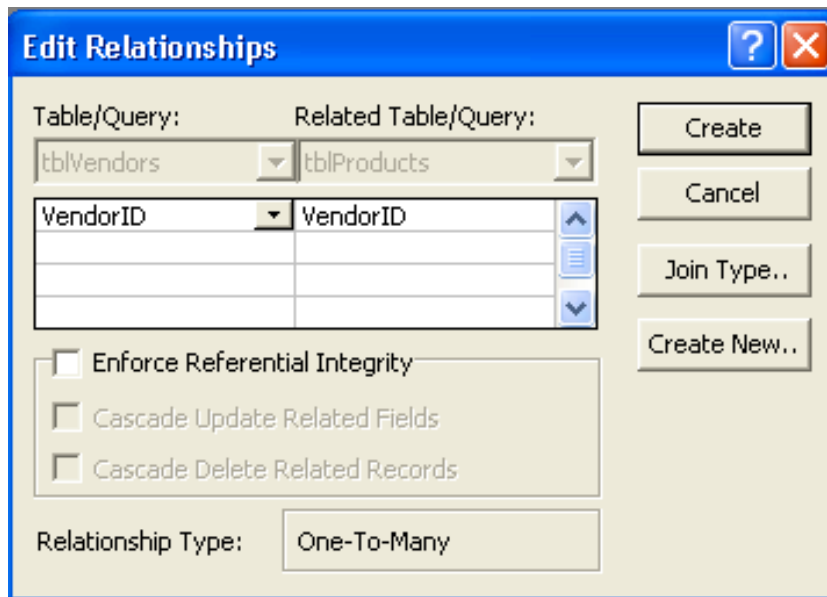 Edit Relationships
Table/Query: Related Table/Query:
tblVendors tblProducts
VendorID VendorID
Enforce Referential Integrity
Cascade Update Related Fields
Cascade Delete Related Records
Relationship Type: One-To-Many
Create
Cancel
Join Type..
Create New..